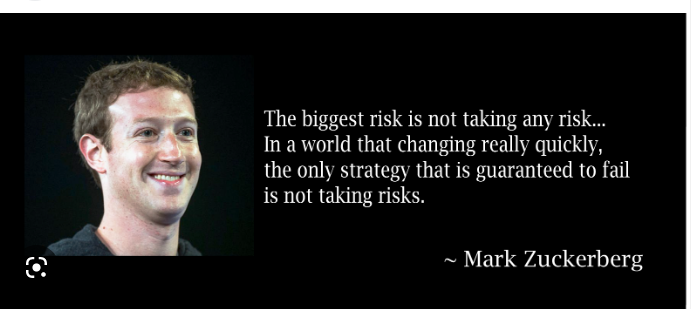 The biggest risk is not taking any risk...
In a world that changing really quickly,
the only strategy that is guaranteed to fail
is not taking risks.
~ Mark Zuckerberg